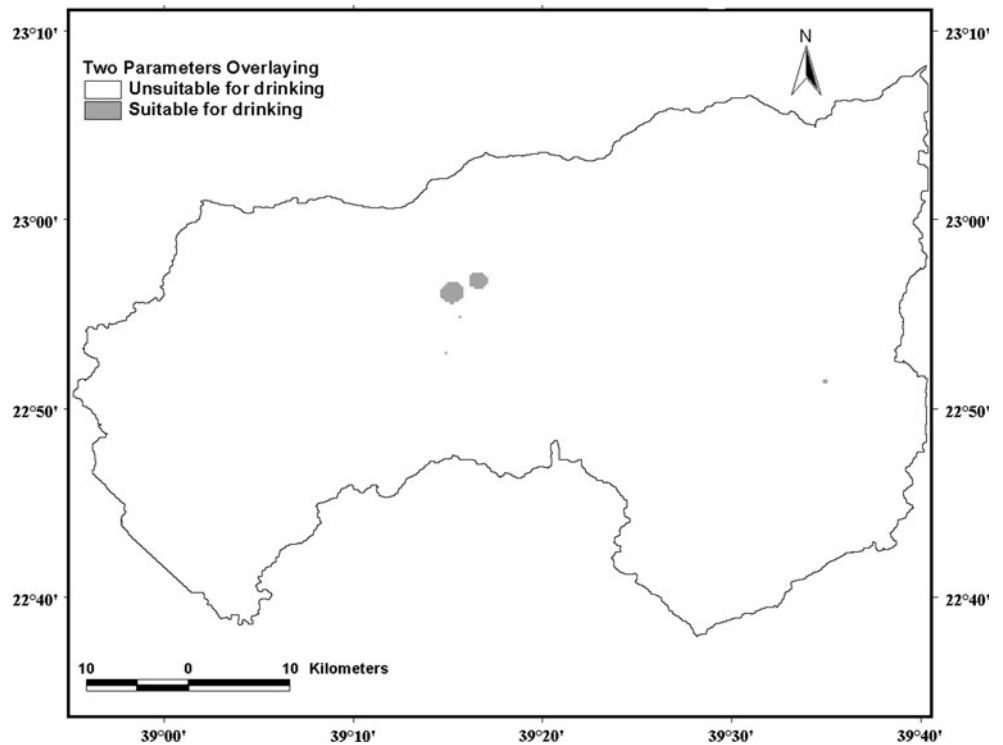 23°10'
23°10'
N
Two Parameters Overlaying
Unsuitable for drinking
Suitable for drinking
23°00'
23°00'
22°50'
22°50'
22°40'
22°40'
10 0 10 Kilometers
39°00' 39°10' 39°20' 39°30' 39°40'